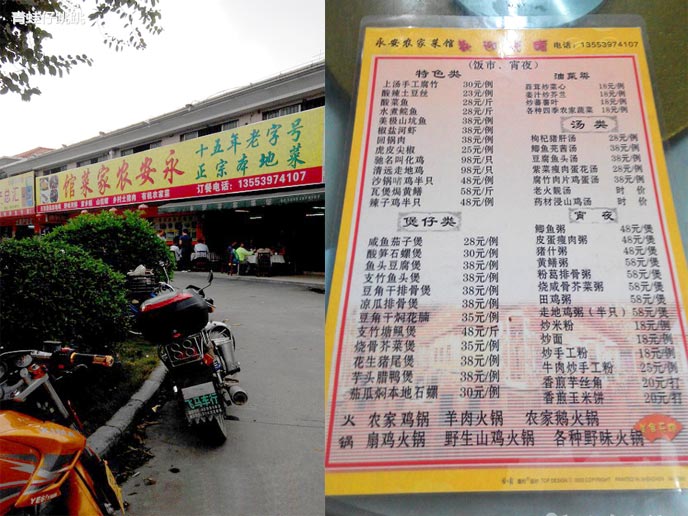 青蛙仔跳跳
十五年老字号
正宗本地菜
馆菜家农安永
订餐电话：13553974107
飞马车行
永安农家菜馆
电话：13553974107
（饭市、宵夜）
特色类
上汤手工腐竹 30元/例
酸辣土豆丝 23元/例
酸菜鱼 28元/斤
水煮鲩鱼 28元/斤
美极山坑鱼 38元/例
椒盐河虾 38元/例
回锅肉 38元/例
虎皮尖椒 25元/例
驰名叫化鸡 98元/只
清远走地鸡 98元/只
沙锅啫鸡半只 48元/例
瓦煲焗黄鳝 58元/斤
辣子鸡半只 48元/例
煲仔类
咸鱼茄子煲 28元/例
酸笋石螺煲 30元/例
鱼头豆腐煲 38元/例
支竹鱼头煲 38元/例
豆角干排骨煲 38元/例
凉瓜排骨煲 38元/例
豆角干焖花腩 35元/例
支竹塘鲺煲 48元/斤
烧骨芥菜煲 35元/例
花生猪尾煲 38元/例
芋头腊鸭煲 38元/例
茄瓜焖本地石螺 30元/例
油菜类
蒜茸炒菜心 18元/例
姜汁炒芥兰 18元/例
炒番薯叶 18元/例
各种四季农家蔬菜 18元/例
汤类
枸杞猪肝汤 28元/例
鲫鱼芫茜汤 38元/例
豆腐鱼头汤 38元/例
紫菜瘦肉蛋花汤 28元/例
腐竹肉片鸡蛋汤 38元/例
老火靓汤 时价
药材浸山鸡汤 时价
宵夜
鲫鱼粥 48元/煲
皮蛋瘦肉粥 48元/煲
猪什粥 48元/煲
黄鳝粥 58元/煲
粉葛排骨粥 58元/煲
烧咸骨芥菜粥 58元/煲
田鸡粥 58元/煲
走地鸡粥（半只）58元/煲
炒米粉 18元/例
炒面 18元/例
炒手工粉 18元/例
牛肉炒手工粉 25元/例
香煎芋丝角 20元/打
香煎玉米饼 20元/打
火锅
农家鸡锅 羊肉火锅 农家鹅火锅
扇鸡火锅 野生山鸡火锅 各种野味火锅